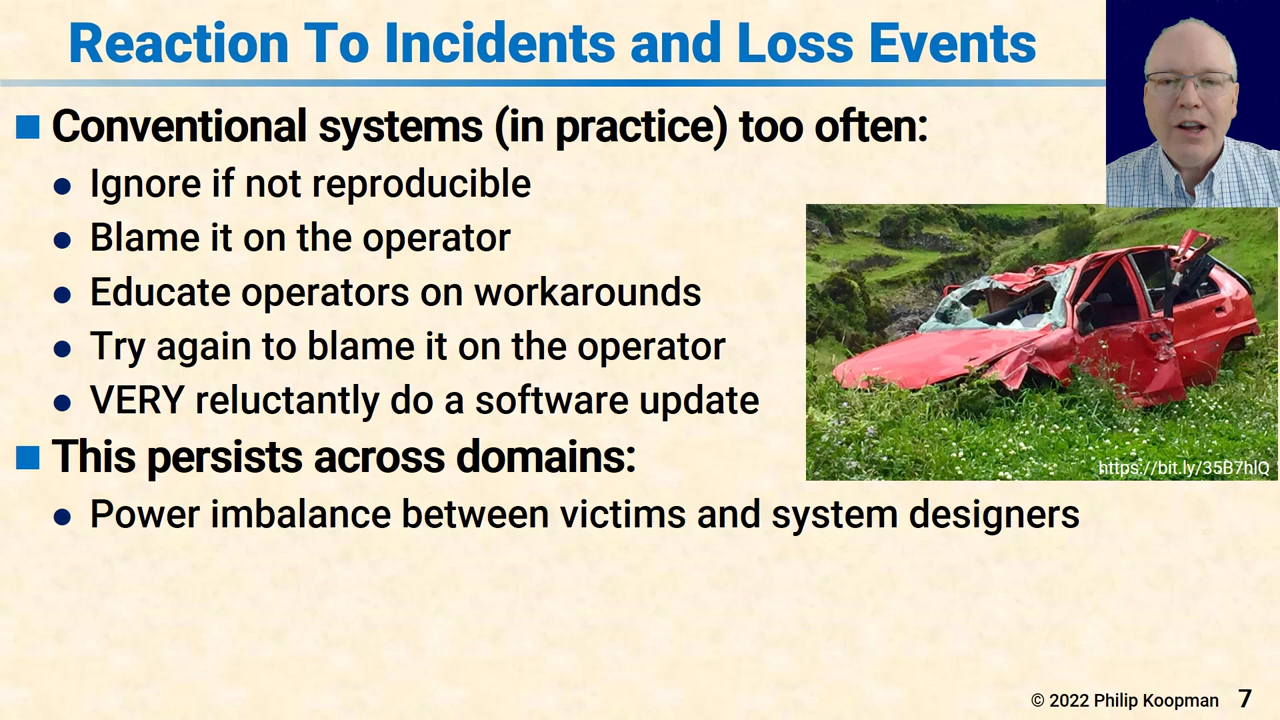 Reaction To Incidents and Loss Events
Conventional systems (in practice) too often:
Ignore if not reproducible
Blame it on the operator
Educate operators on workarounds
Try again to blame it on the operator
VERY reluctantly do a software update
This persists across domains:
https://bit.ly/35B7hlQ
Power imbalance between victims and system designers
© 2022 Philip Koopman 7